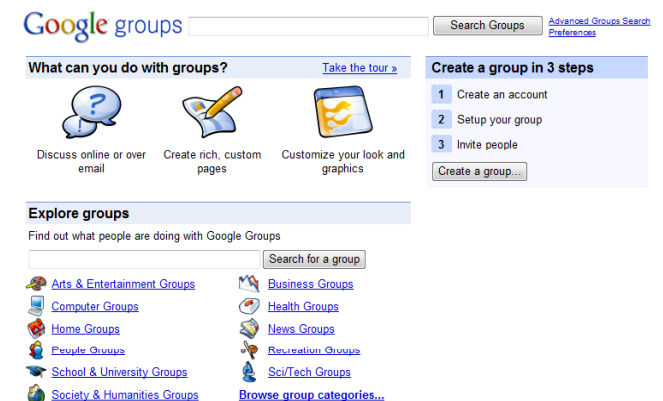 Google groups
Search Groups
Advanced Groups Search
Preferences
What can you do with groups?
Take the tour »
Discuss online or over
email
Create rich, custom
pages
Customize your look and
graphics
Create a group in 3 steps
1 Create an account
2 Setup your group
3 Invite people
Create a group...
Explore groups
Find out what people are doing with Google Groups
Search for a group
Arts & Entertainment Groups
Business Groups
Computer Groups
Health Groups
Home Groups
News Groups
People Groups
Recreation Groups
School & University Groups
Sci/Tech Groups
Society & Humanities Groups
Browse group categories...